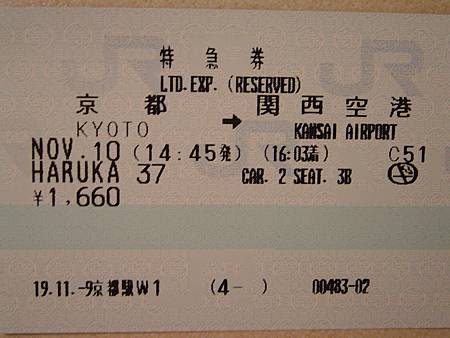 特急券
LTD.EXP.(RESERVED)
京都 → 関西空港
KYOTO KANSAI AIRPORT
NOV.10 (14:45発) (16:03着) C51
HARUKA 37 CAR. 2 SEAT. 3B
¥1,660
19.11.-9京都駅W1 (4- ) 00483-02